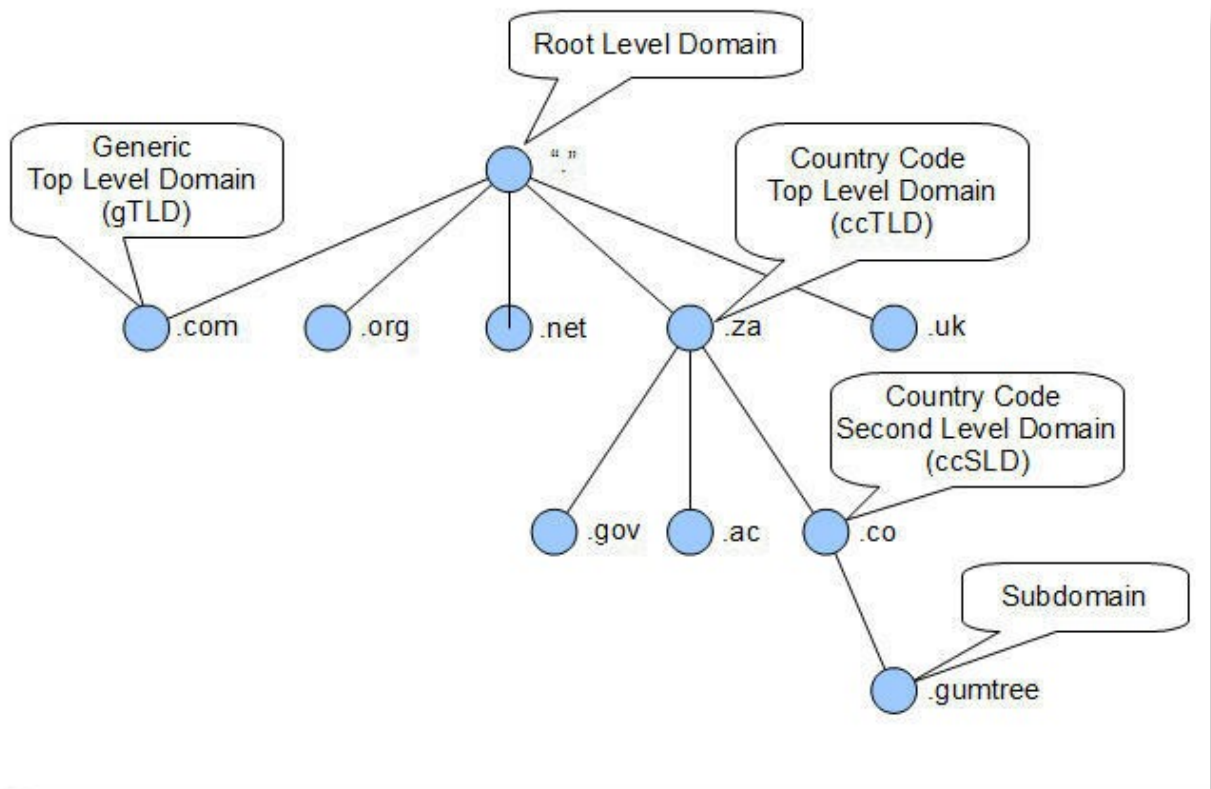 Root Level Domain
Generic
Top Level Domain
(gTLD)
“.”
Country Code
Top Level Domain
(ccTLD)
.com
.org
.net
.za
.uk
Country Code
Second Level Domain
(ccSLD)
.gov
.ac
.co
Subdomain
.gumtree